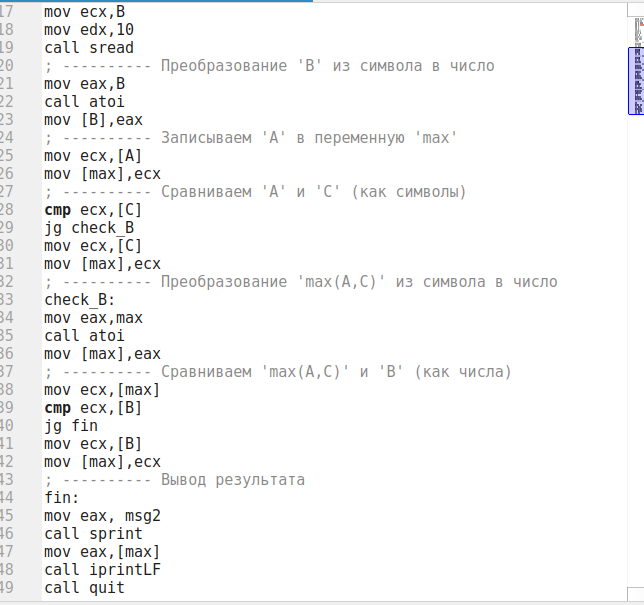 17 mov ecx,B
18 mov edx,10
19 call sread
20 ; ---------- Преобразование 'B' из символа в число
21 mov eax,B
22 call atoi
23 mov [B],eax
24 ; ---------- Записываем 'A' в переменную 'max'
25 mov ecx,[A]
26 mov [max],ecx
27 ; ---------- Сравниваем 'A' и 'С' (как символы)
28 cmp ecx,[C]
29 jg check_B
30 mov ecx,[C]
31 mov [max],ecx
32 ; ---------- Преобразование 'max(A,C)' из символа в число
33 check_B:
34 mov eax,max
35 call atoi
36 mov [max],eax
37 ; ---------- Сравниваем 'max(A,C)' и 'B' (как числа)
38 mov ecx,[max]
39 cmp ecx,[B]
40 jg fin
41 mov ecx,[B]
42 mov [max],ecx
43 ; ---------- Вывод результата
44 fin:
45 mov eax, msg2
46 call sprint
47 mov eax,[max]
48 call iprintLF
49 call quit